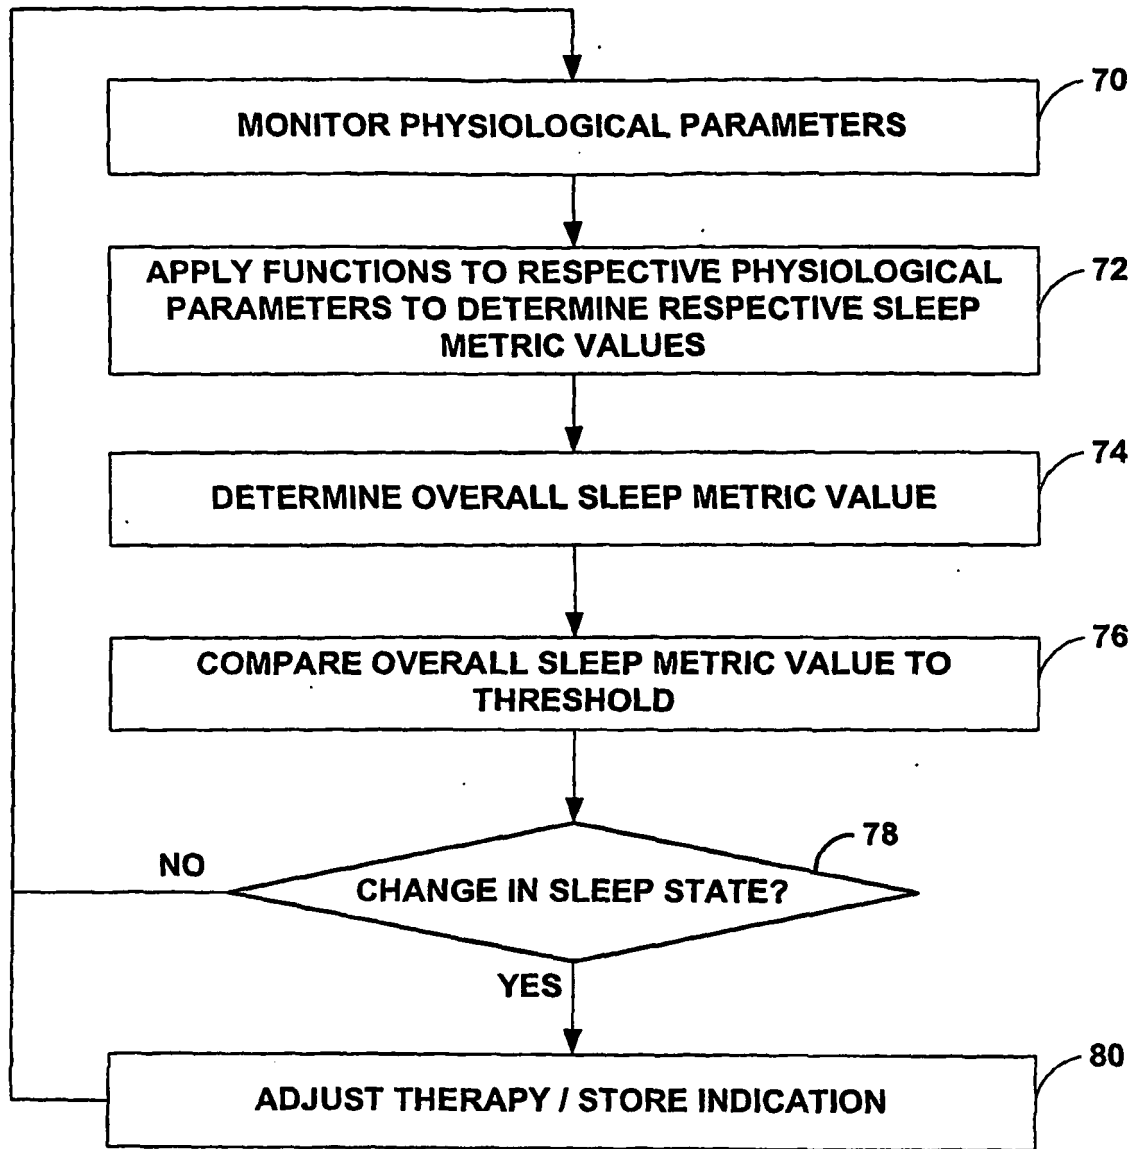 70
MONITOR PHYSIOLOGICAL PARAMETERS
72
APPLY FUNCTIONS TO RESPECTIVE PHYSIOLOGICAL
PARAMETERS TO DETERMINE RESPECTIVE SLEEP
METRIC VALUES
74
DETERMINE OVERALL SLEEP METRIC VALUE
76
COMPARE OVERALL SLEEP METRIC VALUE TO
THRESHOLD
78
NO
CHANGE IN SLEEP STATE?
YES
80
ADJUST THERAPY / STORE INDICATION